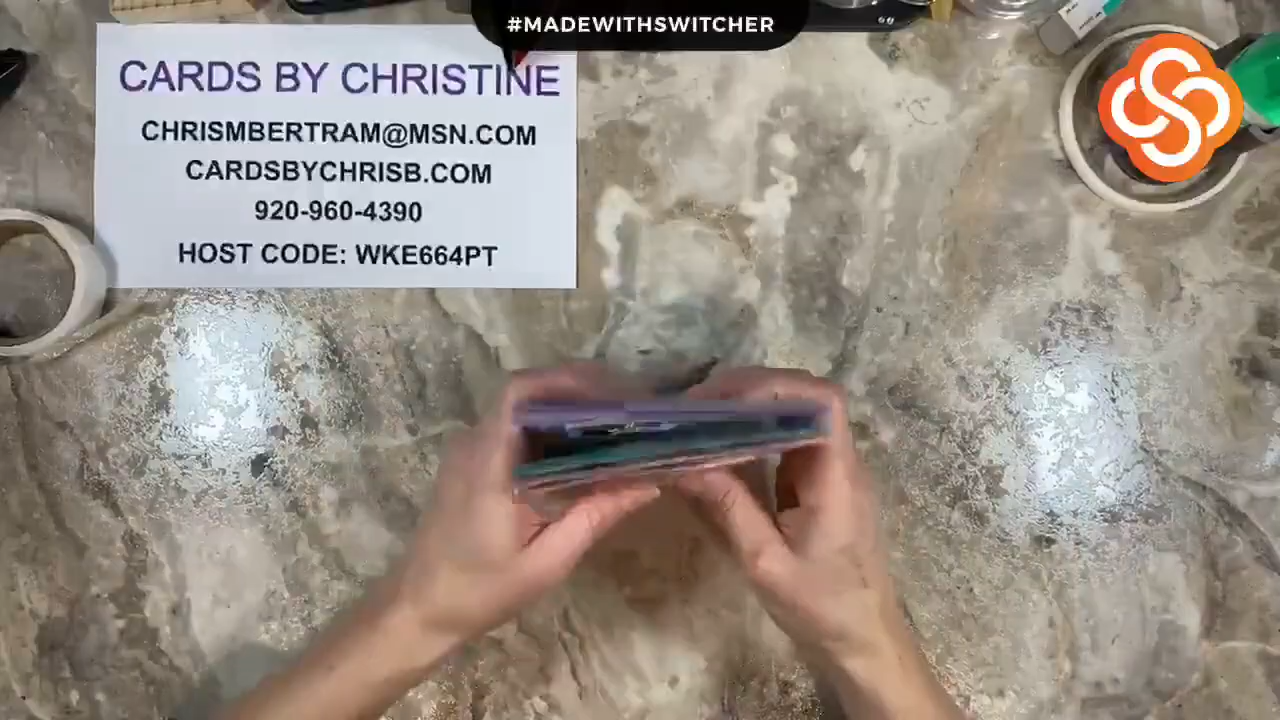 #MADEWITHSWITCHER
CARDS BY CHRISTINE
CHRISMBERTRAM@MSN.COM
CARDSBYCHRISB.COM
920-960-4390
HOST CODE: WKE664PT